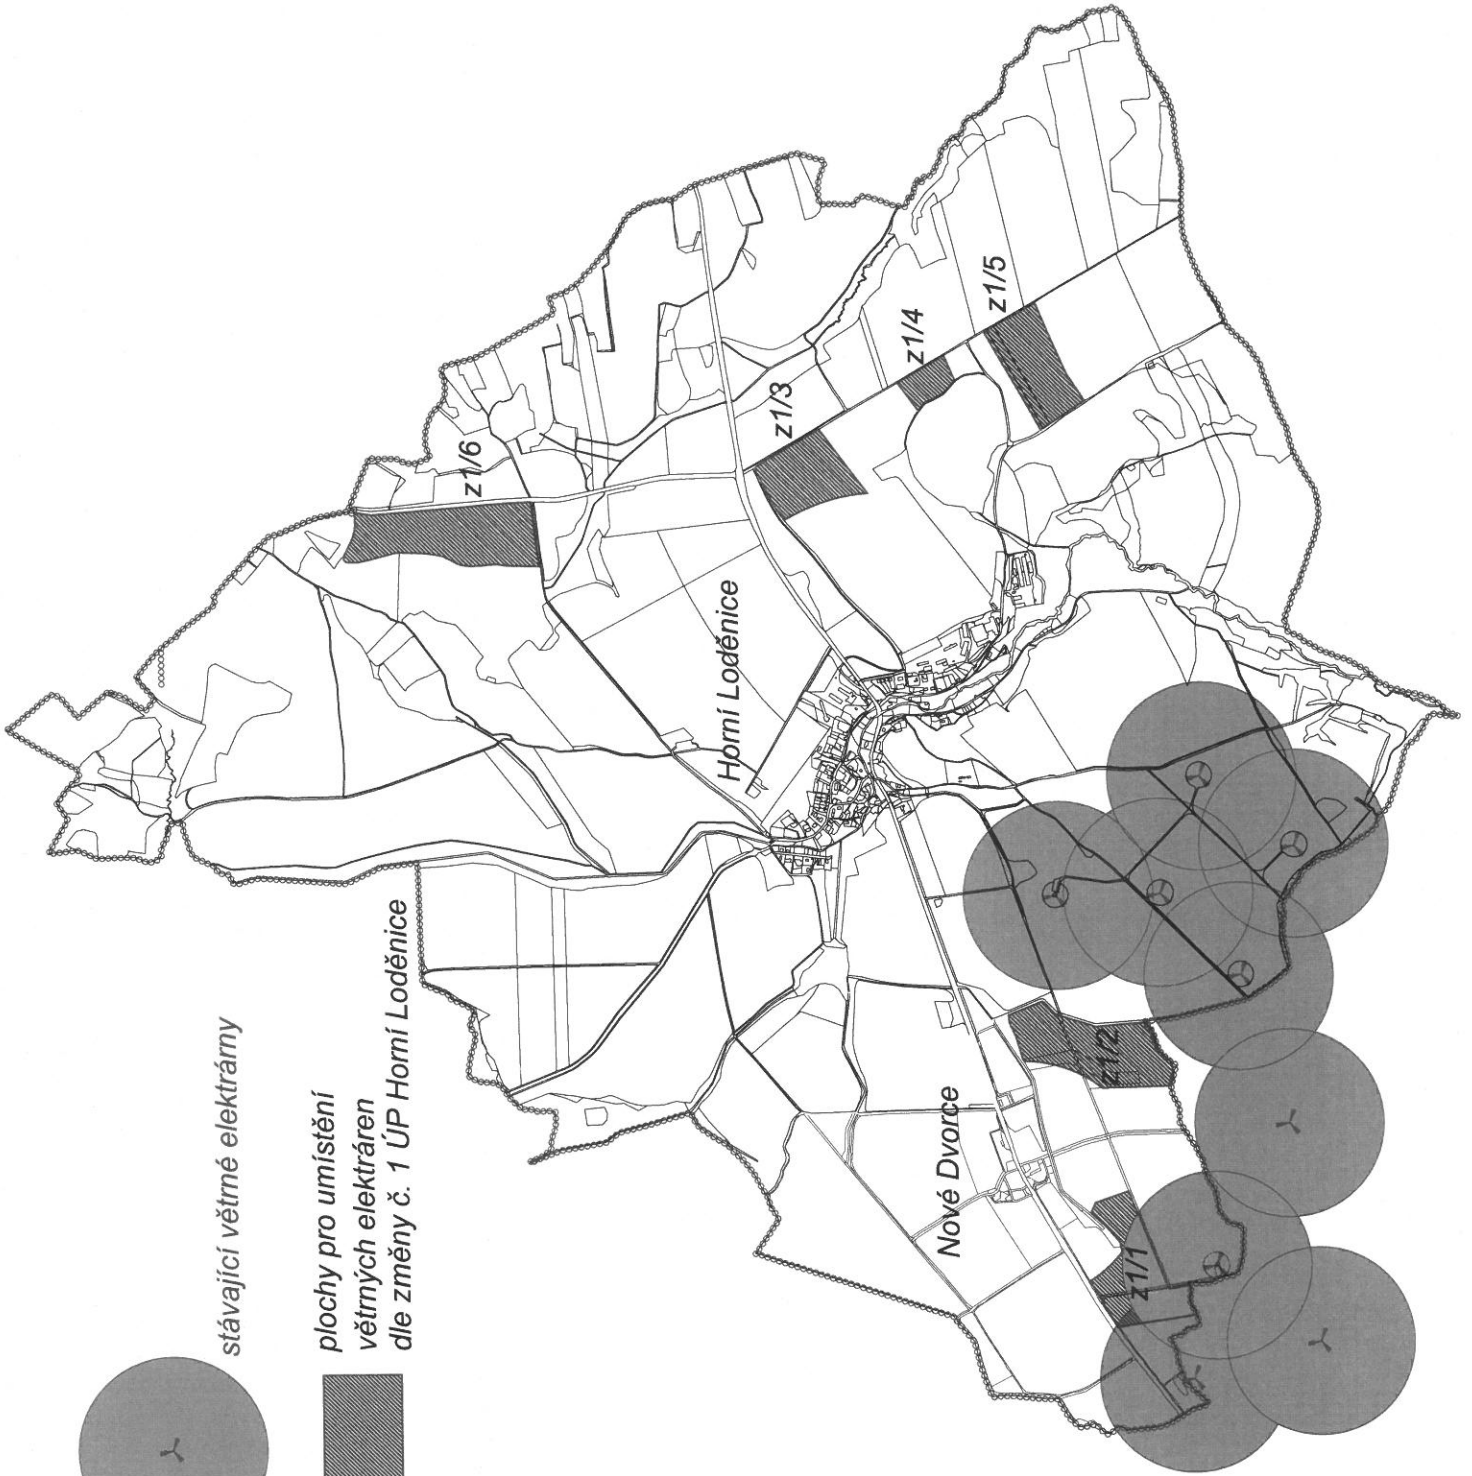 stávající větrné elektrárny
plochy pro umístění
větrných elektráren
dle změny č. 1 ÚP Horní Loděnice
z1/6
z1/3
z1/4
z1/5
Horní Loděnice
Nové Dvorce
z1/1
z1/2